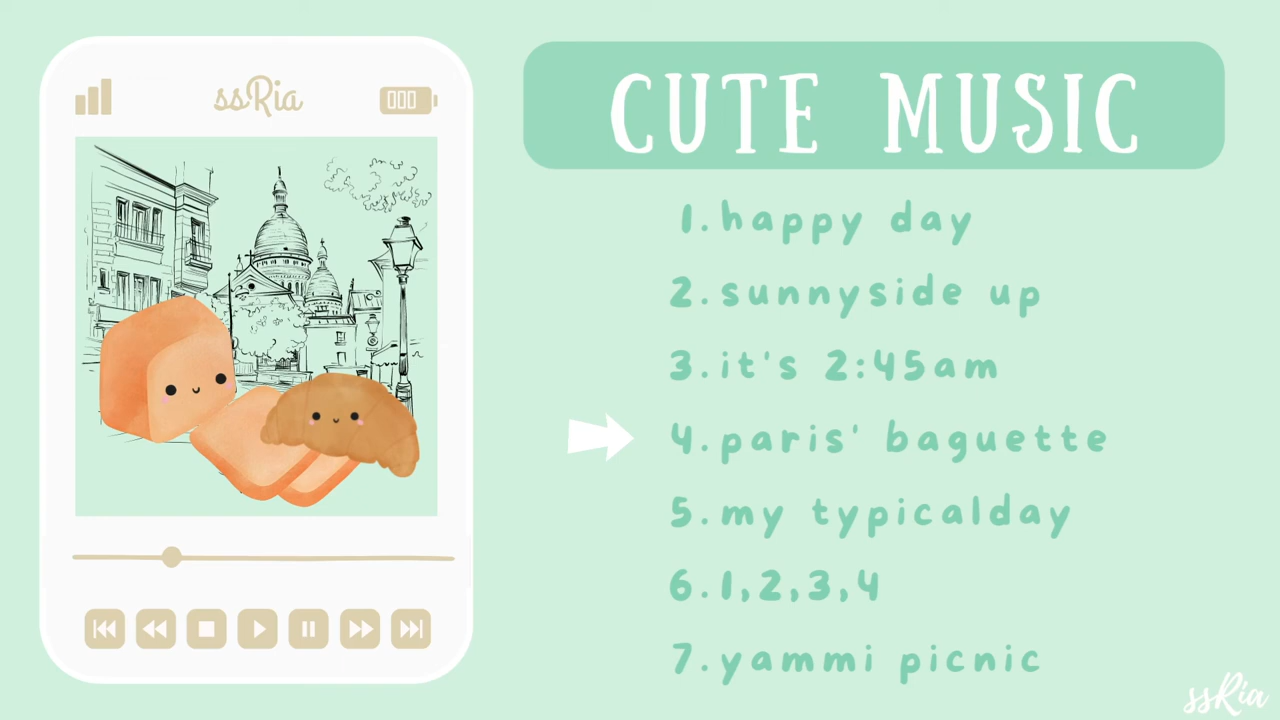 ssRia
CUTE MUSIC
1. happy day
2. sunnyside up
3. it's 2:45am
4. paris' baguette
5. my typicalday
6. 1,2,3,4
7. yammi picnic
ssRia